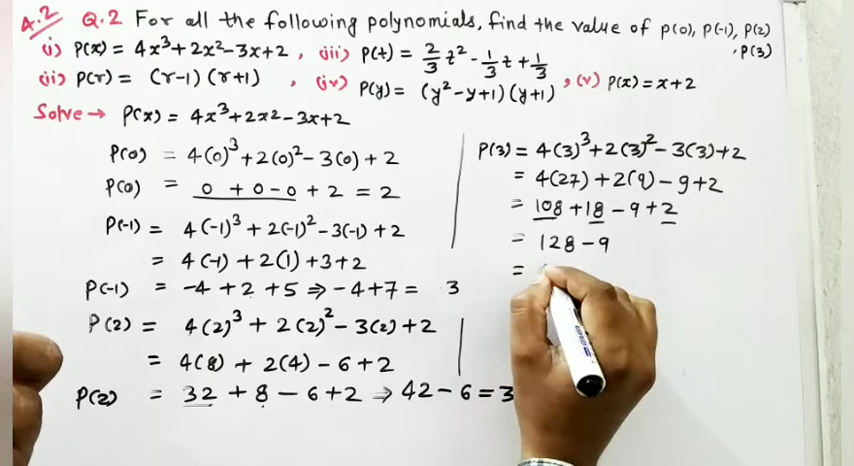 4.2 Q.2 For all the following polynomials, find the value of p(0), P(-1), P(2)
, P(3)
(i) P(x) = 4x³+2x²-3x+2 , (iii) P(t) = 2/3 t² - 1/3 t + 1/3
(ii) P(r) = (r-1) (r+1) , (iv) P(y) = (y²-y+1)(y+1) , (v) P(x) = x+2
Solve → P(x) = 4x³+2x²-3x+2
P(0) = 4(0)³+2(0)²-3(0)+2
P(0) = 0 + 0 - 0 + 2 = 2
P(-1) = 4(-1)³+2(-1)²-3(-1)+2
= 4(-1)+2(1)+3+2
P(-1) = -4+2+5 ⇒ -4+7 = 3
P(2) = 4(2)³+2(2)²-3(2)+2
= 4(8)+2(4)-6+2
P(2) = 32+8-6+2 ⇒ 42-6=3
P(3) = 4(3)³+2(3)²-3(3)+2
= 4(27)+2(9)-9+2
= 108+18-9+2
= 128-9
=